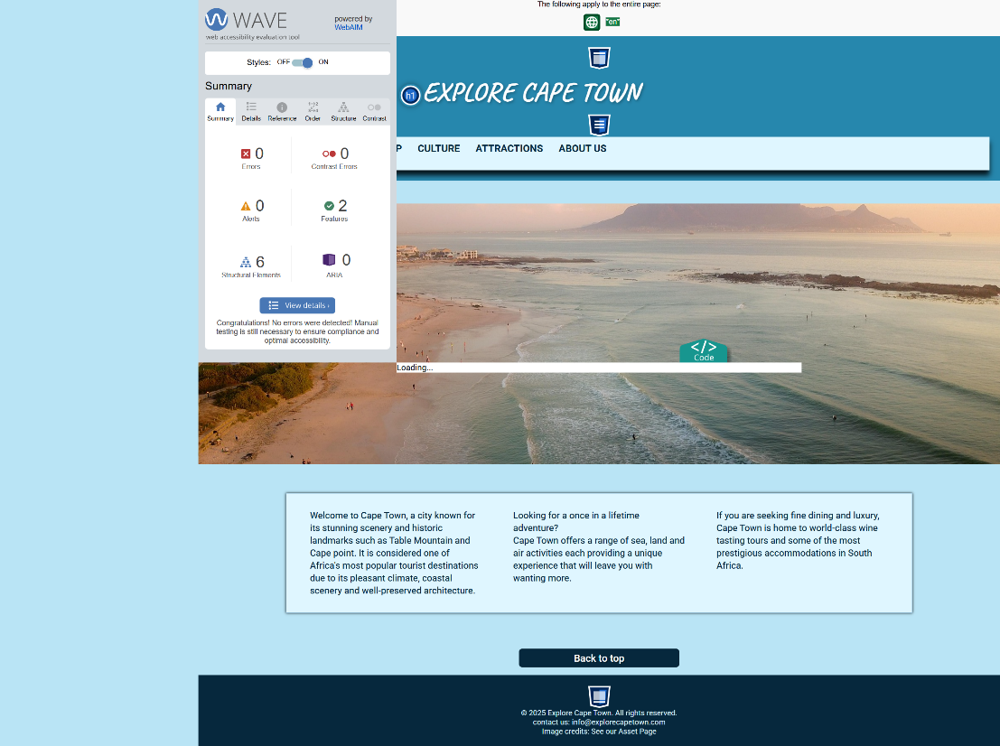 The following apply to the entire page:
"en"
WAVE
web accessibility evaluation tool
powered by
WebAIM
Styles: OFF ON
Summary
Summary Details Reference Order Structure Contrast
0
Errors
0
Contrast Errors
0
Alerts
2
Features
6
Structural Elements
0
ARIA
View details ›
Congratulations! No errors were detected! Manual
testing is still necessary to ensure compliance and
optimal accessibility.
h1 EXPLORE CAPE TOWN
P CULTURE ATTRACTIONS ABOUT US
</>
Code
Loading...
Welcome to Cape Town, a city known for
its stunning scenery and historic
landmarks such as Table Mountain and
Cape point. It is considered one of
Africa's most popular tourist destinations
due to its pleasant climate, coastal
scenery and well-preserved architecture.
Looking for a once in a lifetime
adventure?
Cape Town offers a range of sea, land and
air activities each providing a unique
experience that will leave you with
wanting more.
If you are seeking fine dining and luxury,
Cape Town is home to world-class wine
tasting tours and some of the most
prestigious accommodations in South
Africa.
Back to top
© 2025 Explore Cape Town. All rights reserved.
contact us: info@explorecapetown.com
Image credits: See our Asset Page